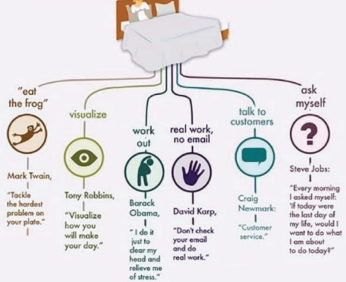 "eat
the frog"
Mark Twain,
"Tackle
the hardest
problem on
your plate."
visualize
Tony Robbins,
"Visualize
how you
will make
your day."
work
out
Barack
Obama,
"I do it
just to
clear my
head and
relieve me
of stress."
real work,
no email
David Karp,
"Don't check
your email
and do
real work."
talk to
customers
Craig
Newmark:
"Customer
service."
ask
myself
?
Steve Jobs:
"Every morning
I asked myself:
'If today were
the last day of
my life, would I
want to do what
I am about
to do today?'"